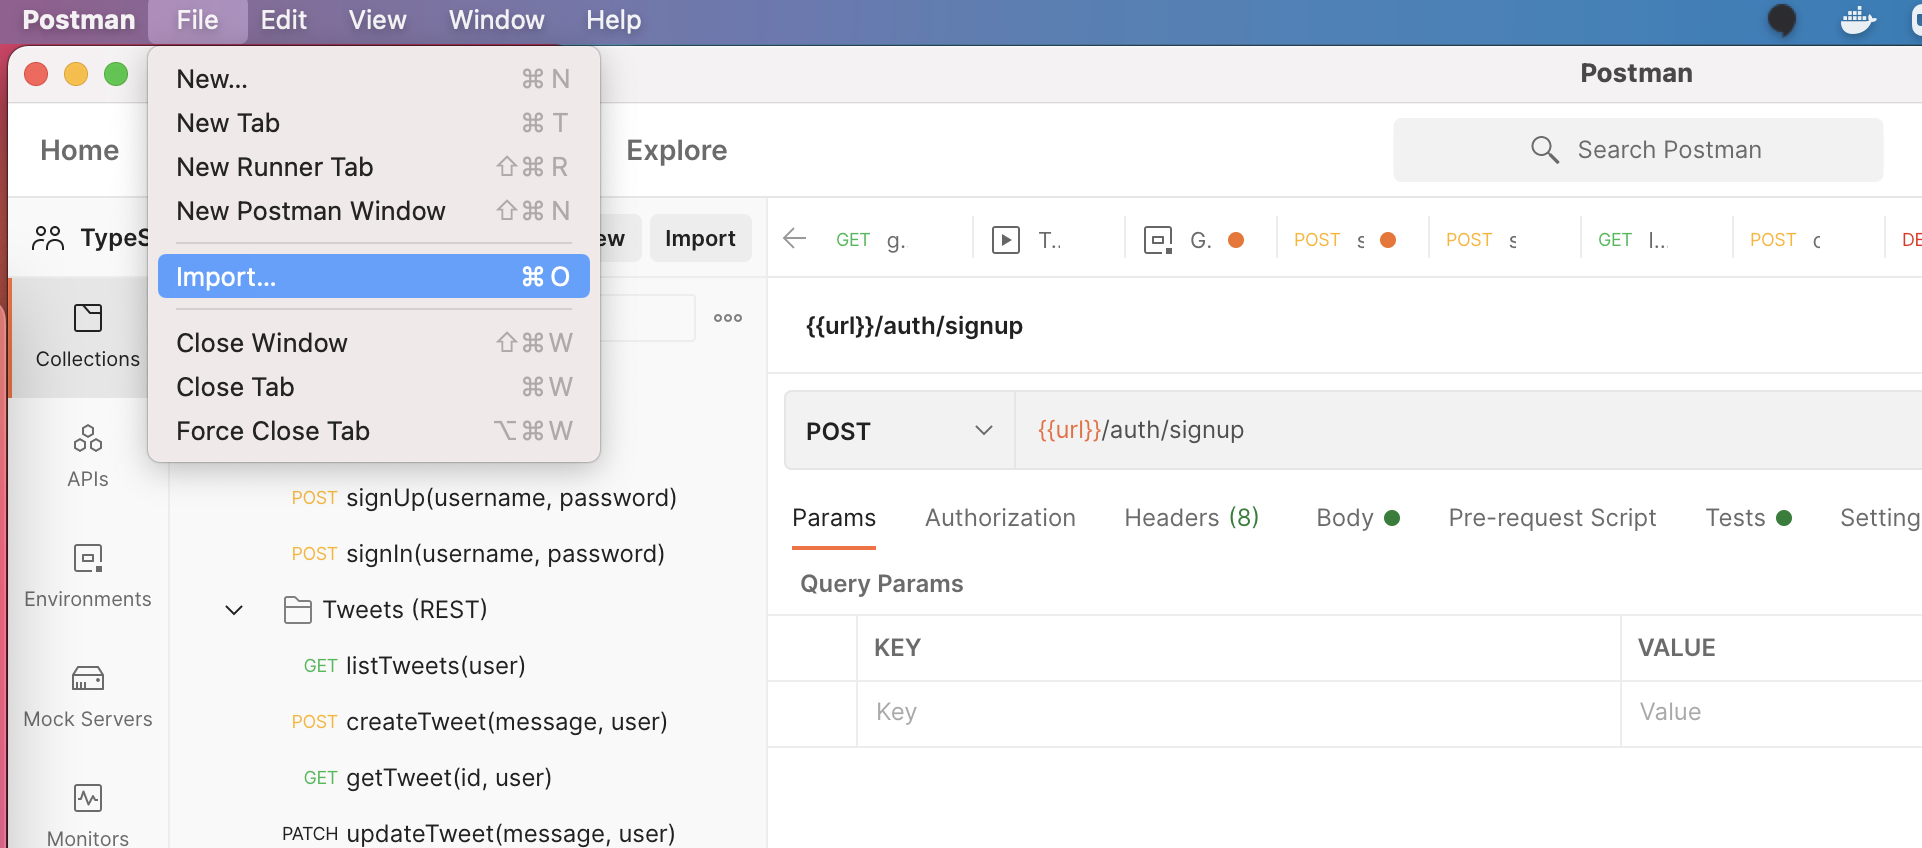 Postman File Edit View Window Help
Postman
New... ⌘ N
New Tab ⌘ T
New Runner Tab ⇧ ⌘ R
New Postman Window ⇧ ⌘ N
Import... ⌘ O
Close Window ⇧ ⌘ W
Close Tab ⌘ W
Force Close Tab ⌥ ⌘ W
Home
Explore
Search Postman
TypeS
ew
Import
GET g.
T..
G.
POST s
POST s
GET l...
POST c
DE
Collections
APIs
Environments
Mock Servers
Monitors
POST signUp(username, password)
POST signIn(username, password)
Tweets (REST)
GET listTweets(user)
POST createTweet(message, user)
GET getTweet(id, user)
PATCH updateTweet(message, user)
{{url}}/auth/signup
POST {{url}}/auth/signup
Params Authorization Headers (8) Body Pre-request Script Tests Setting
Query Params
KEY VALUE
Key Value